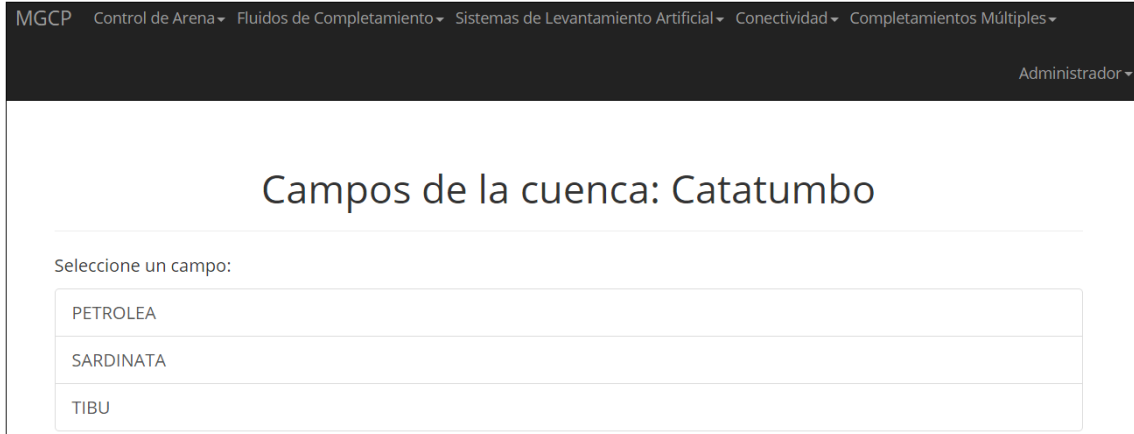 MGCP Control de Arena Fluidos de Completamiento Sistemas de Levantamiento Artificial Conectividad Completamientos Múltiples
Administrador
Campos de la cuenca: Catatumbo
Seleccione un campo:
PETROLEA
SARDINATA
TIBU